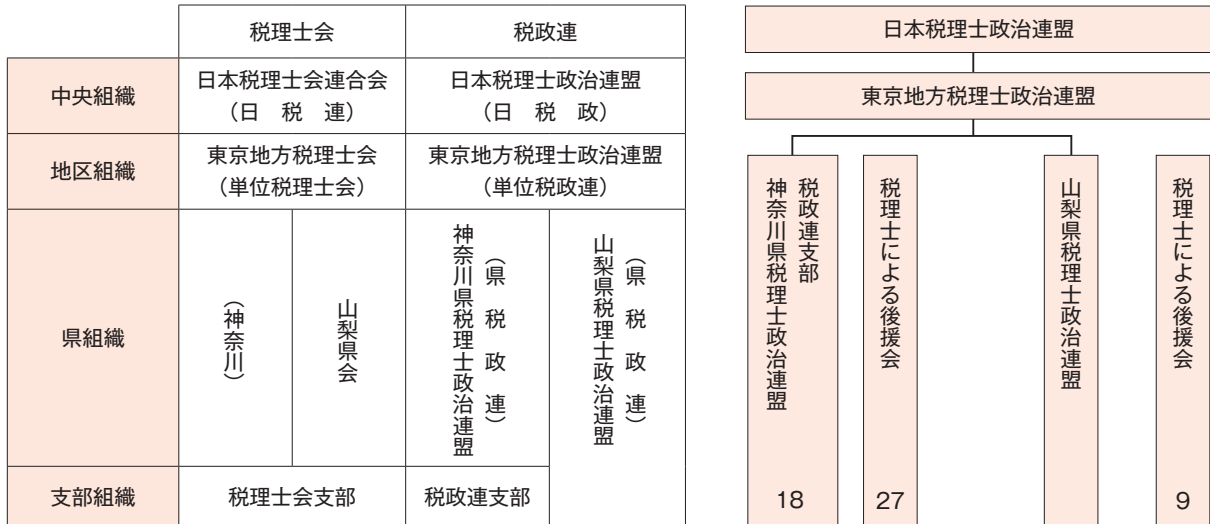 税理士会
税政連
中央組織
日本税理士会連合会
（日　税　連）
日本税理士政治連盟
（日　税　政）
地区組織
東京地方税理士会
（単位税理士会）
東京地方税理士政治連盟
（単位税政連）
県組織
（神奈川）
山梨県会
（県　税　政　連）
神奈川県税理士政治連盟
（県　税　政　連）
山梨県税理士政治連盟
支部組織
税理士会支部
税政連支部
日本税理士政治連盟
東京地方税理士政治連盟
税政連支部
神奈川県税理士政治連盟
18
税理士による後援会
27
山梨県税理士政治連盟
税理士による後援会
9